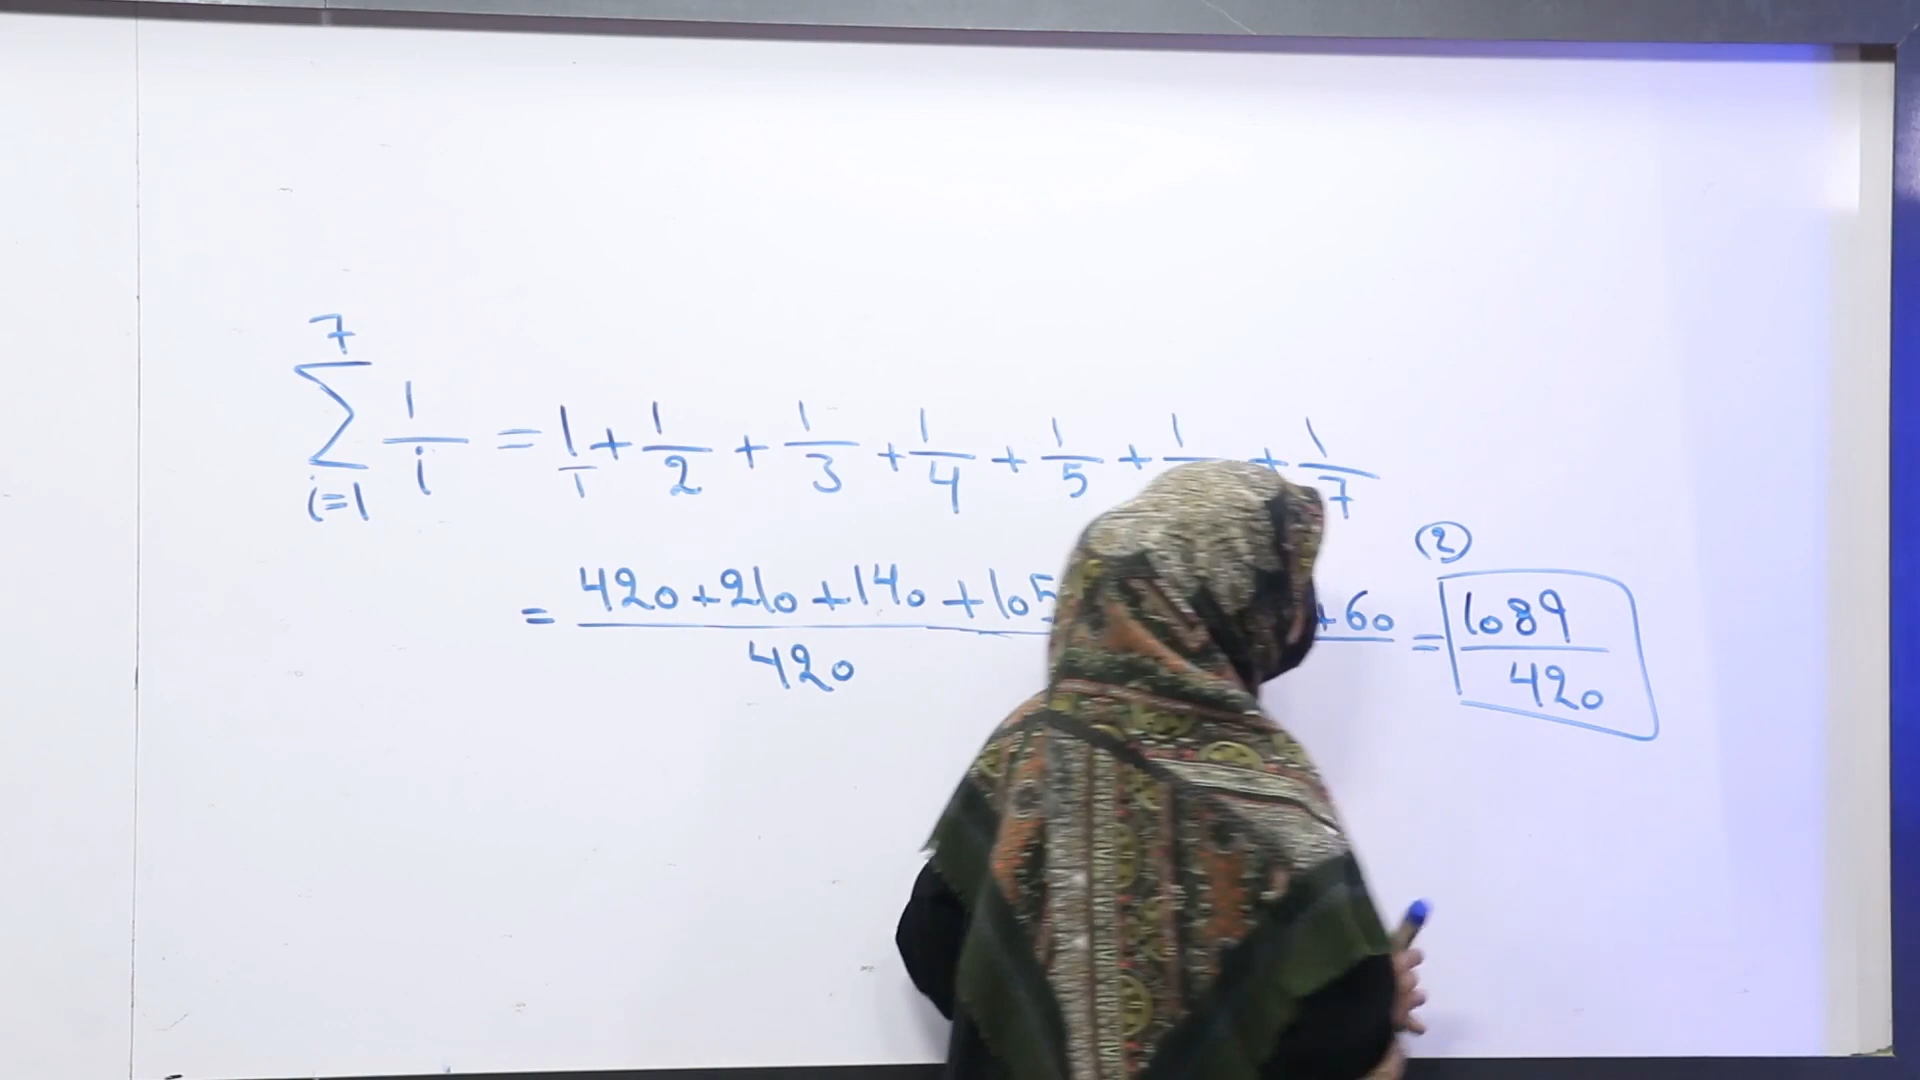 7
∑ 1/i = 1/1 + 1/2 + 1/3 + 1/4 + 1/5 + 1/ + 1/7
i=1
= 420+210+140+105 +60 / 420 = 1089/420
(2)